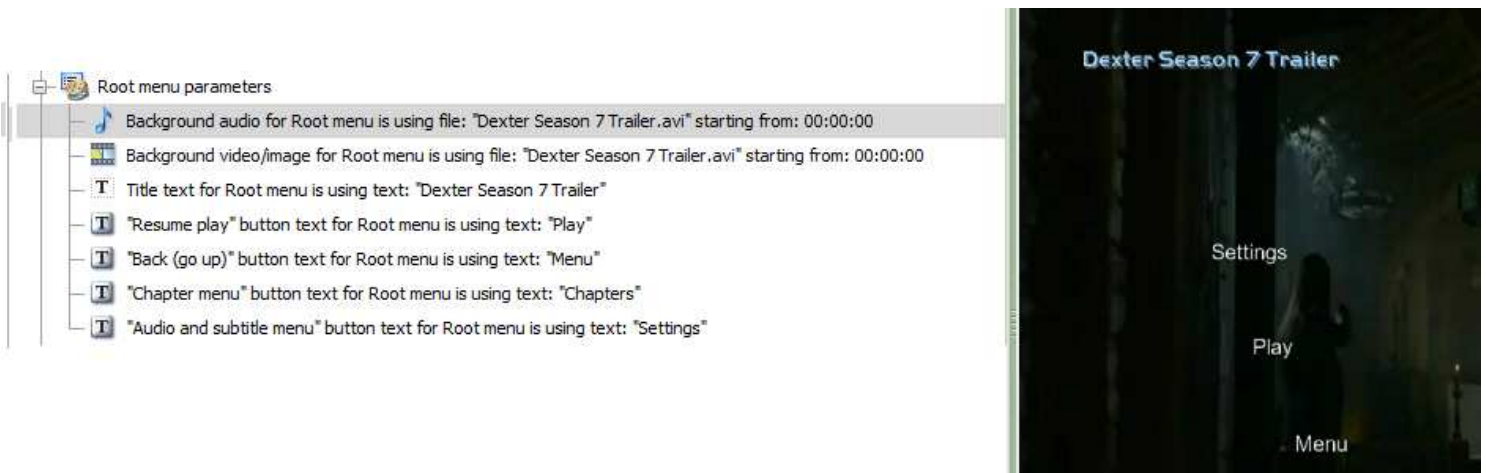 Root menu parameters
Background audio for Root menu is using file: "Dexter Season 7 Trailer.avi" starting from: 00:00:00
Background video/image for Root menu is using file: "Dexter Season 7 Trailer.avi" starting from: 00:00:00
Title text for Root menu is using text: "Dexter Season 7 Trailer"
"Resume play" button text for Root menu is using text: "Play"
"Back (go up)" button text for Root menu is using text: "Menu"
"Chapter menu" button text for Root menu is using text: "Chapters"
"Audio and subtitle menu" button text for Root menu is using text: "Settings"
Dexter Season 7 Trailer
Settings
Play
Menu